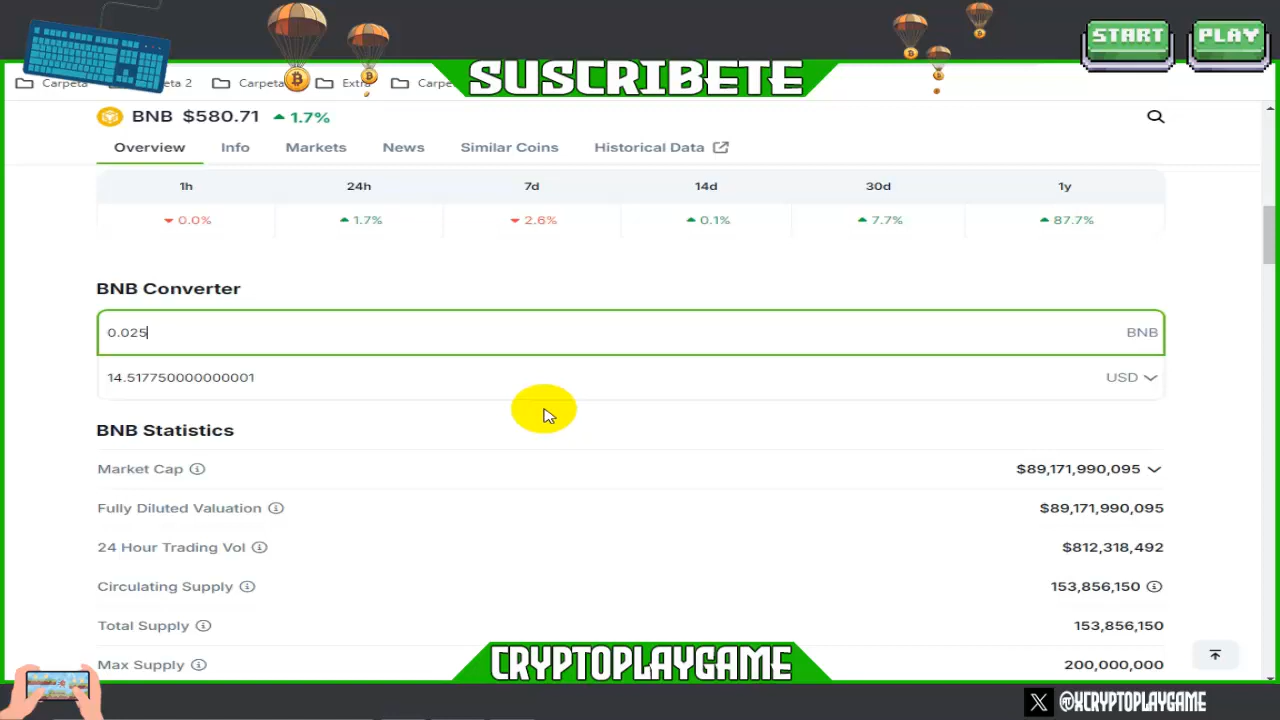 START
PLAY
SUSCRIBETE
Carpeta
eta 2
Carpeta
Extra
Carpe
BNB $580.71 1.7%
Overview Info Markets News Similar Coins Historical Data
1h 24h 7d 14d 30d 1y
0.0% 1.7% 2.6% 0.1% 7.7% 87.7%
BNB Converter
0.025 BNB
14.517750000000001 USD
BNB Statistics
Market Cap $89,171,990,095
Fully Diluted Valuation $89,171,990,095
24 Hour Trading Vol $812,318,492
Circulating Supply 153,856,150
Total Supply 153,856,150
Max Supply 200,000,000
CRYPTOPLAYGAME
X @XCRYPTOPLAYGAME